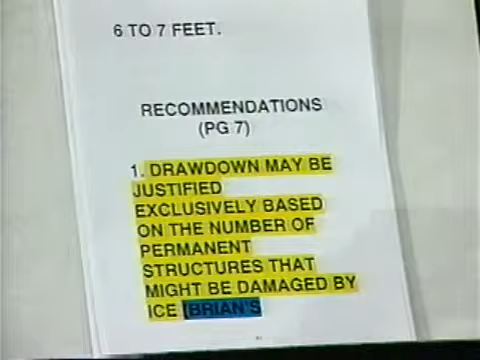 6 TO 7 FEET.
RECOMMENDATIONS
(PG 7)
1. DRAWDOWN MAY BE
JUSTIFIED
EXCLUSIVELY BASED
ON THE NUMBER OF
PERMANENT
STRUCTURES THAT
MIGHT BE DAMAGED BY
ICE [BRIAN'S